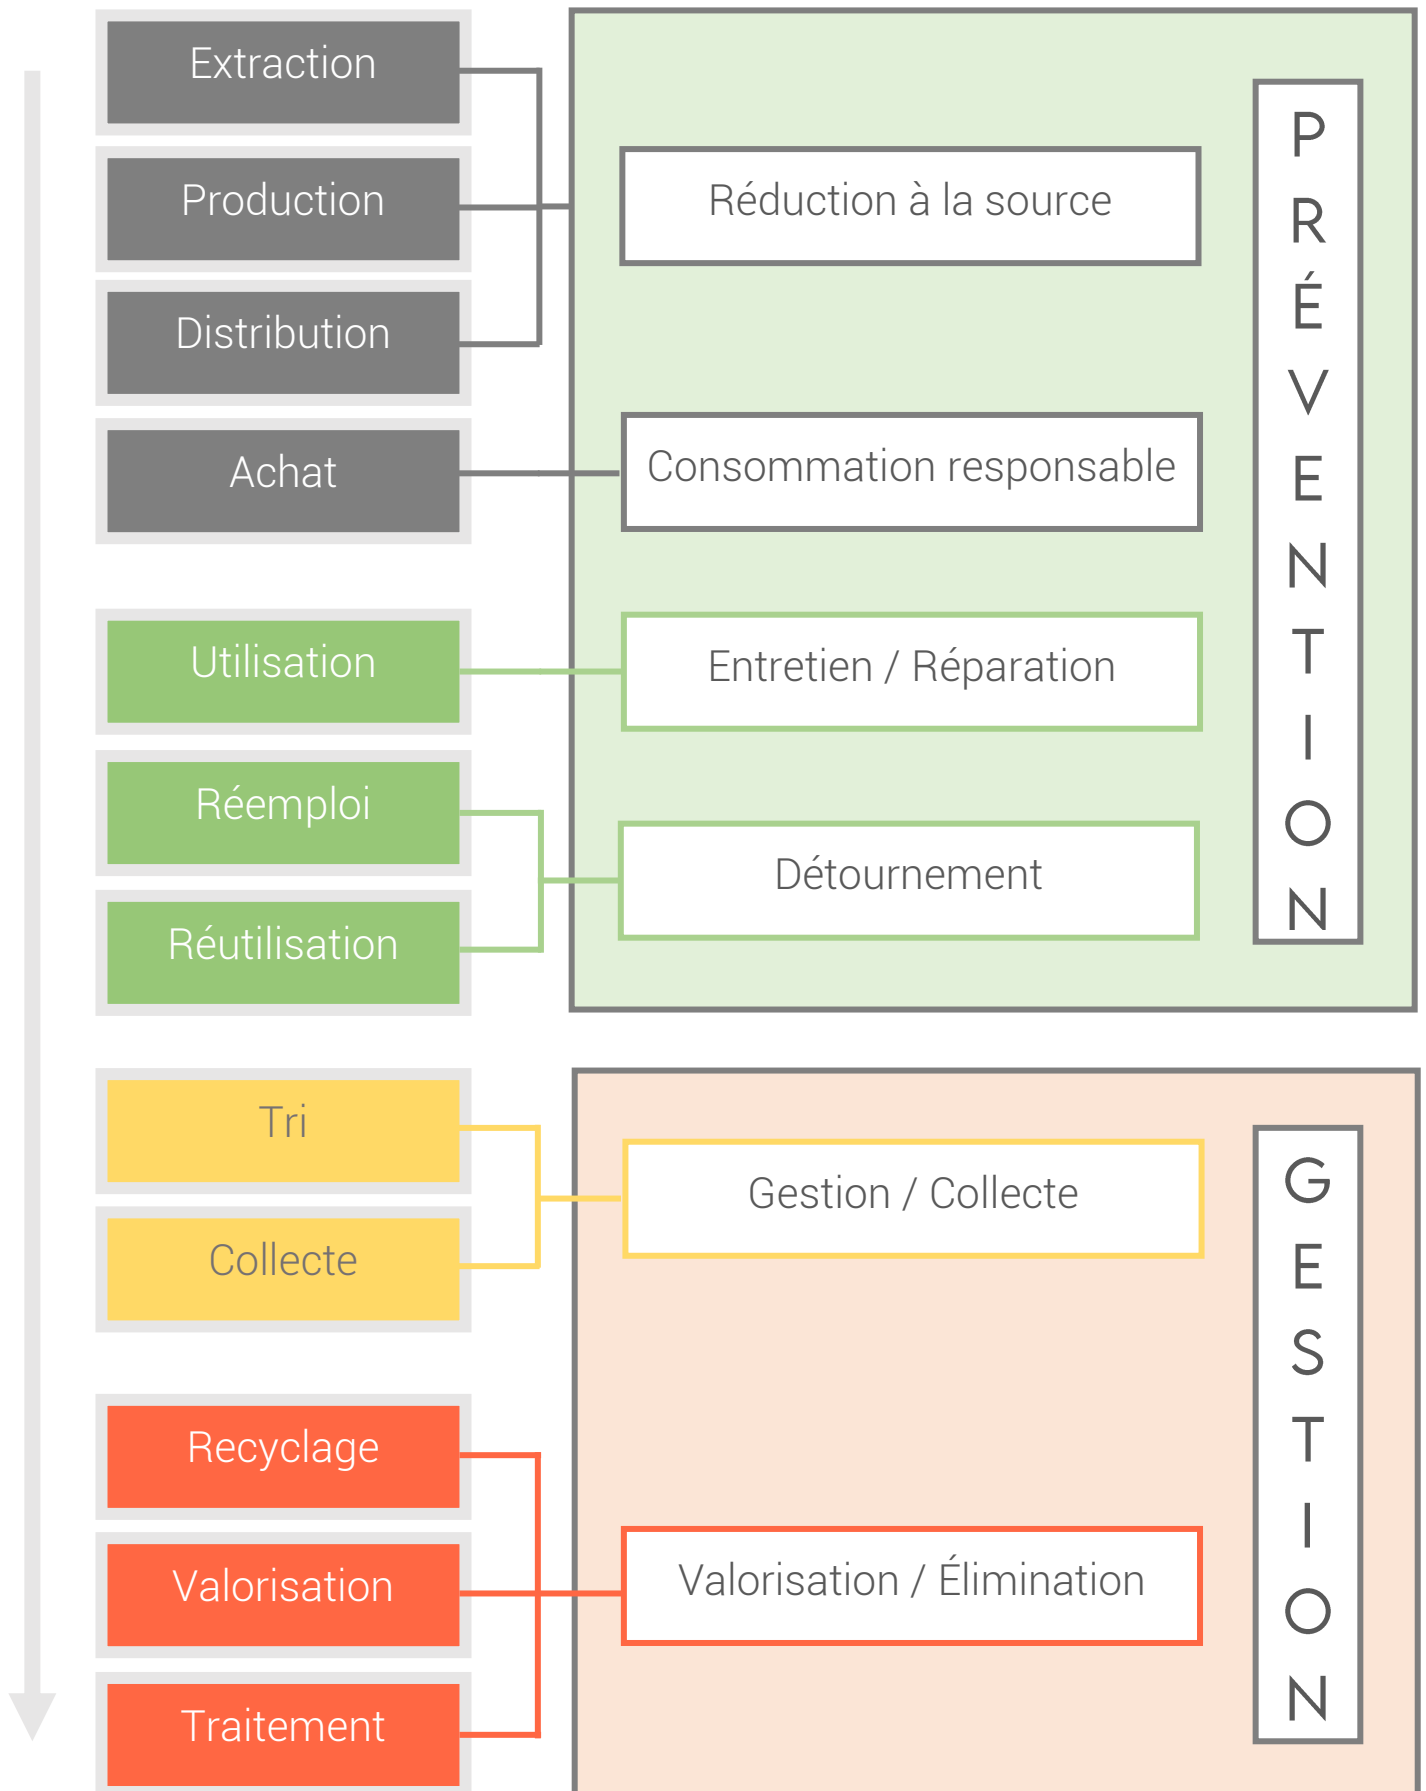 Extraction
Production
Distribution
Réduction à la source
Achat
Consommation responsable
Utilisation
Entretien / Réparation
Réemploi
Réutilisation
Détournement
PRÉVENTION
Tri
Collecte
Gestion / Collecte
Recyclage
Valorisation
Traitement
Valorisation / Élimination
GESTION